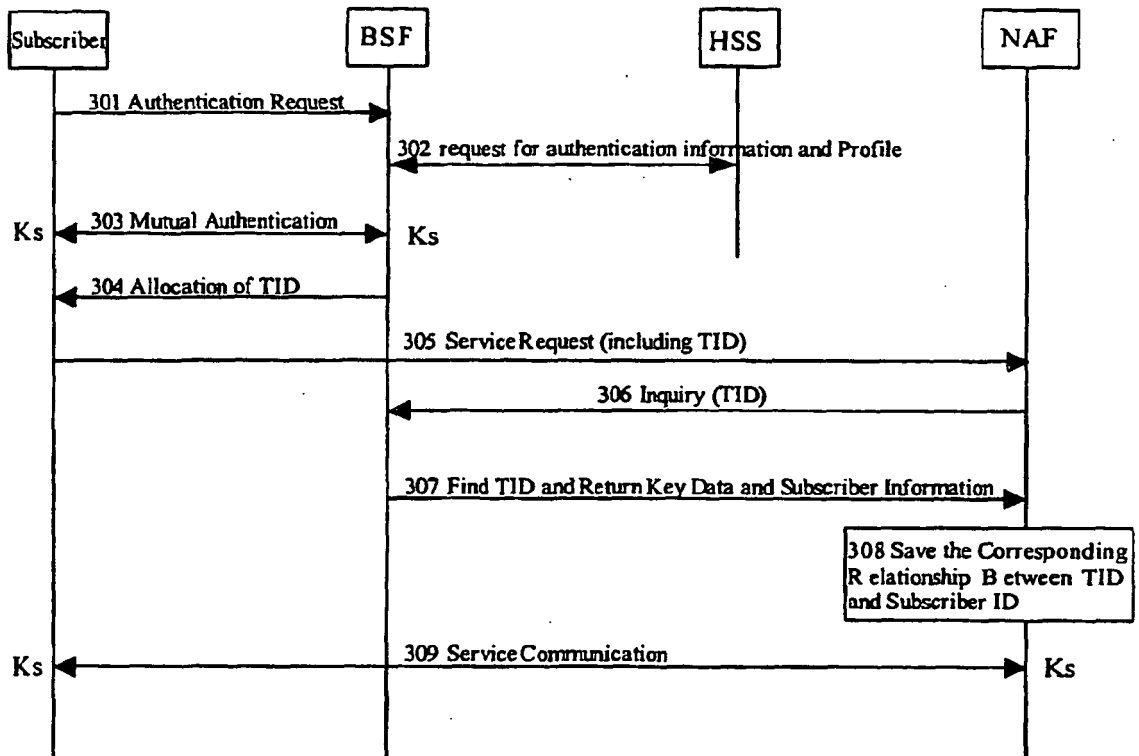 Subscriber
BSF
HSS
NAF
301 Authentication Request
302 request for authentication information and Profile
Ks
303 Mutual Authentication
Ks
304 Allocation of TID
305 Service Request (including TID)
306 Inquiry (TID)
307 Find TID and Return Key Data and Subscriber Information
308 Save the Corresponding
Relationship Between TID
and Subscriber ID
Ks
309 Service Communication
Ks